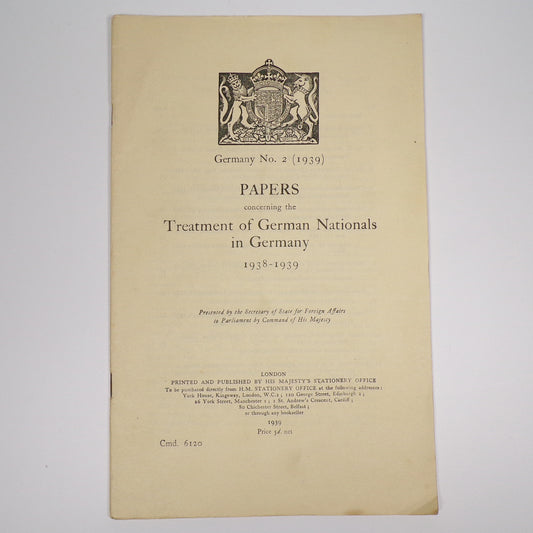 Germany No. 2 (1939)
PAPERS
concerning the
Treatment of German Nationals
in Germany
1938-1939
Presented by the Secretary of State for Foreign Affairs
to Parliament by Command of His Majesty
LONDON
PRINTED AND PUBLISHED BY HIS MAJESTY'S STATIONERY OFFICE
To be purchased directly from H.M. STATIONERY OFFICE at the following addresses:
York House, Kingsway, London, W.C.2; 120 George Street, Edinburgh 2;
26 York Street, Manchester 1; 1 St. Andrew's Crescent, Cardiff;
80 Chichester Street, Belfast;
or through any bookseller
1939
Price 3d. net
Cmd. 6120